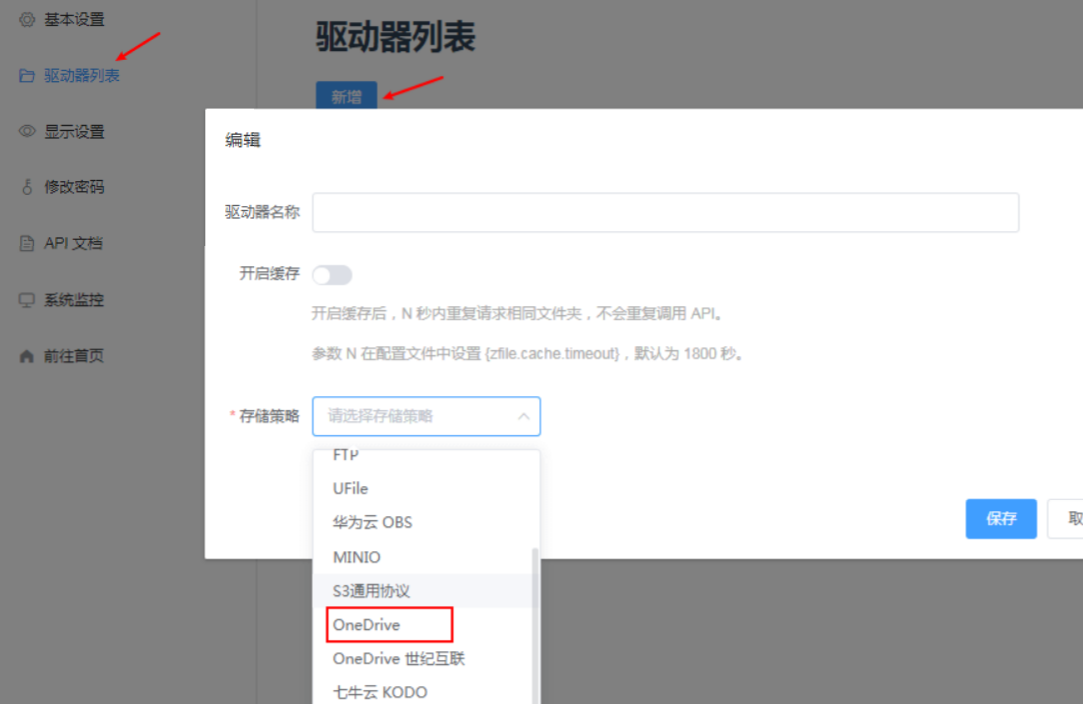 基本设置
驱动器列表
显示设置
修改密码
API 文档
系统监控
前往首页
驱动器列表
新增
编辑
驱动器名称
开启缓存
开启缓存后，N 秒内重复请求相同文件夹，不会重复调用 API。
参数 N 在配置文件中设置 {zfile.cache.timeout}，默认为 1800 秒。
* 存储策略 请选择存储策略
FTP
UFile
华为云 OBS
MINIO
S3通用协议
OneDrive
OneDrive 世纪互联
七牛云 KODO
保存 取